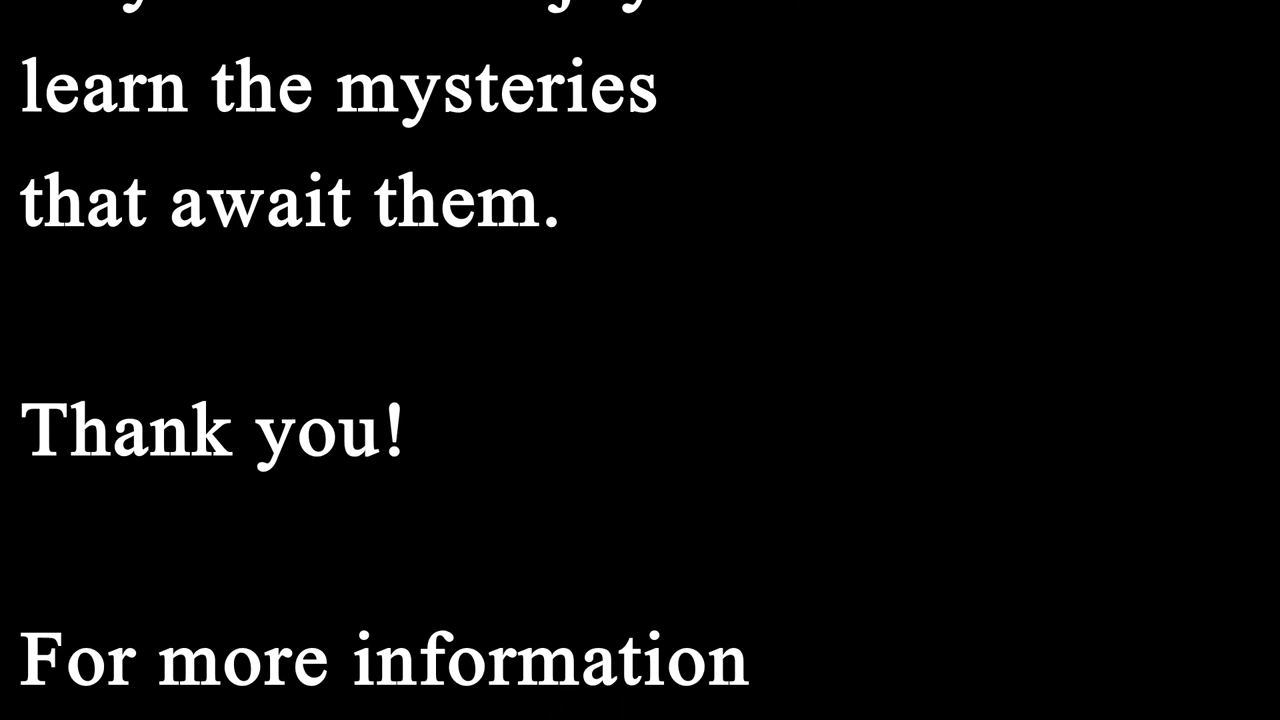 learn the mysteries
that await them.
Thank you!
For more information